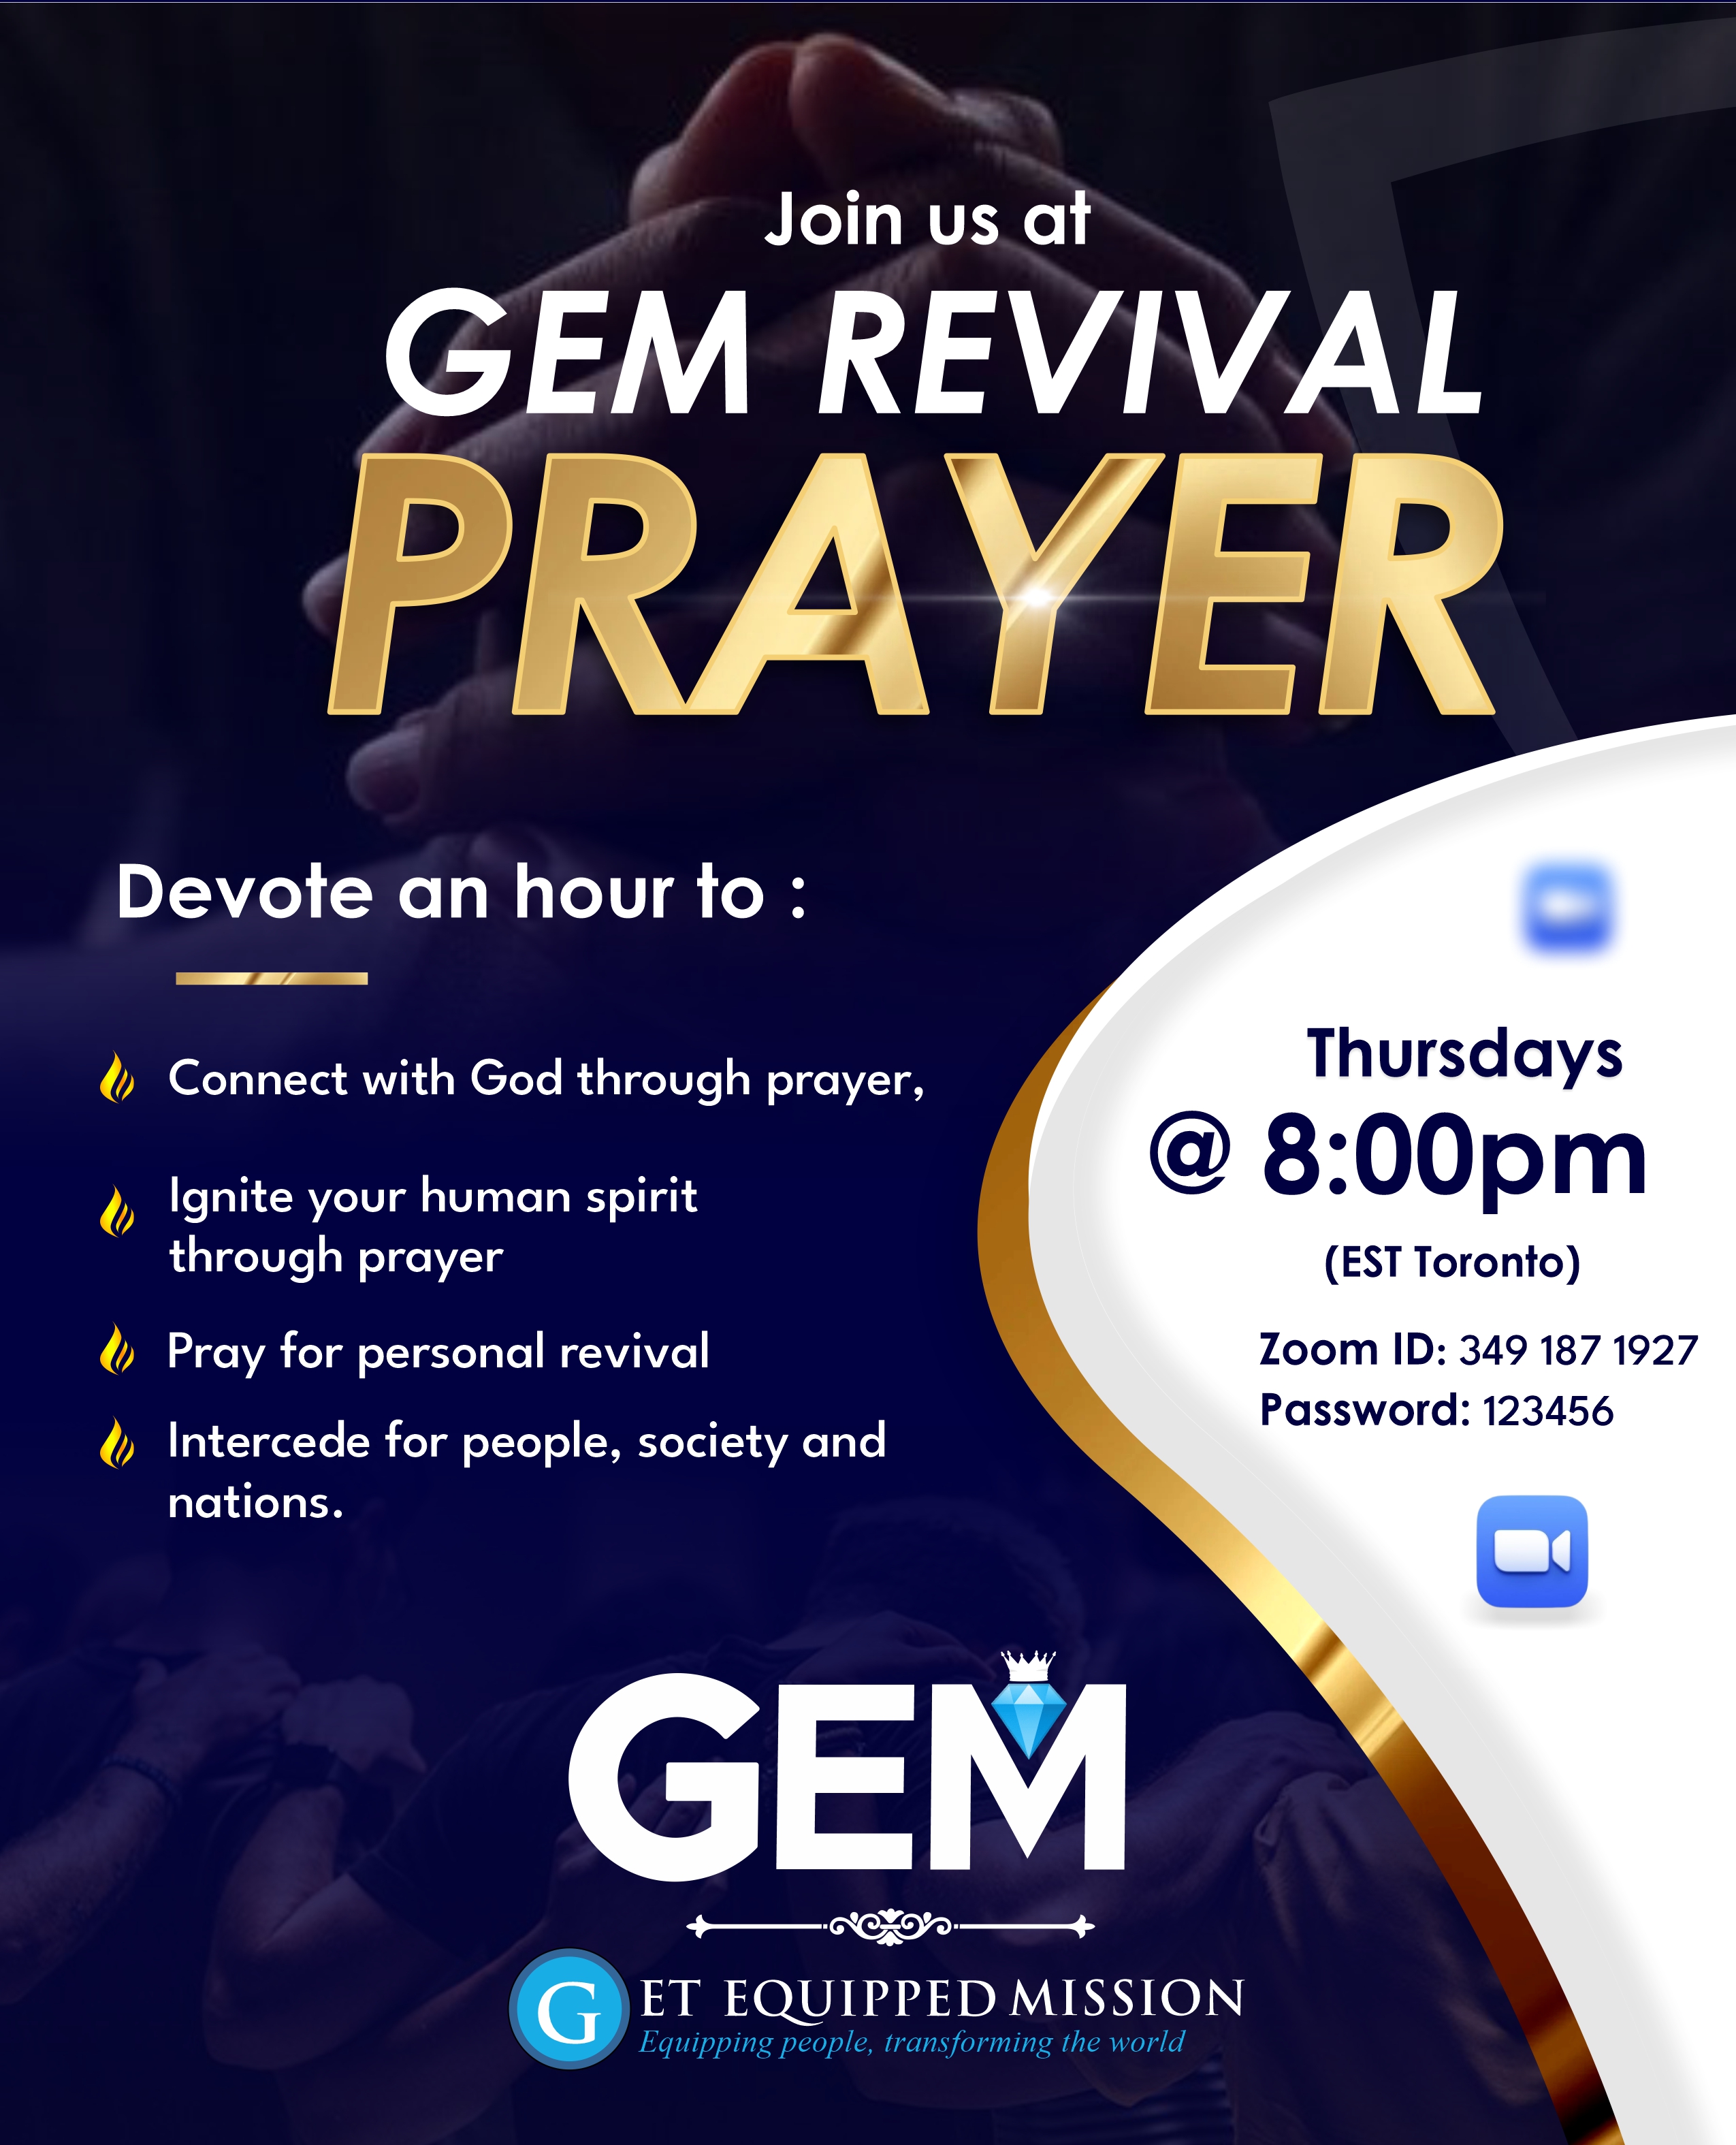 Join us at
GEM REVIVAL
PRAYER
Devote an hour to :
Connect with God through prayer,
Ignite your human spirit
through prayer
Pray for personal revival
Intercede for people, society and
nations.
Thursdays
@ 8:00pm
(EST Toronto)
Zoom ID: 349 187 1927
Password: 123456
GEM
GET EQUIPPED MISSION
Equipping people, transforming the world